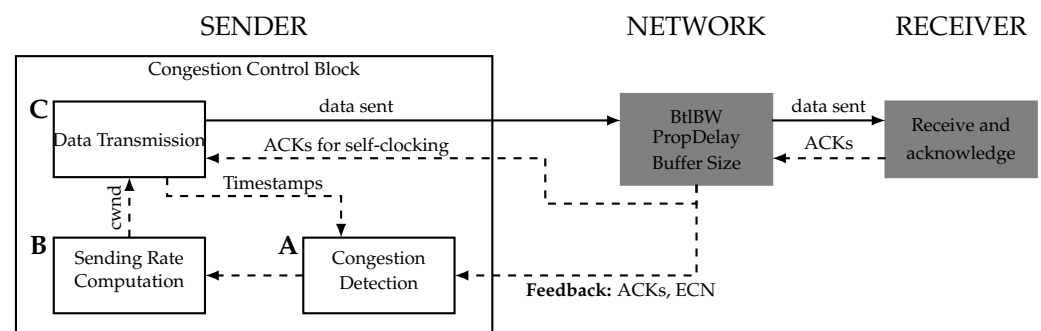 SENDER
NETWORK
RECEIVER
Congestion Control Block
C
Data Transmission
data sent
BtlBW
PropDelay
Buffer Size
data sent
ACKs
Receive and
acknowledge
ACKs for self-clocking
Timestamps
cwnd
B
Sending Rate
Computation
A
Congestion
Detection
Feedback: ACKs, ECN